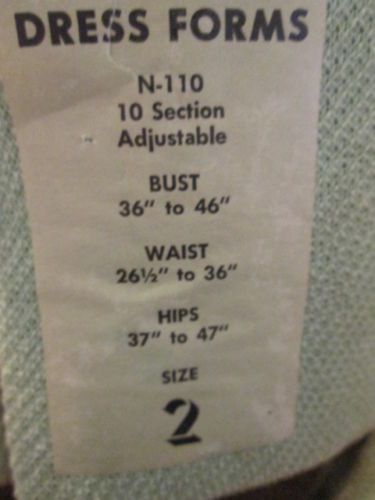 DRESS FORMS
N-110
10 Section
Adjustable
BUST
36" to 46"
WAIST
26½" to 36"
HIPS
37" to 47"
SIZE
2